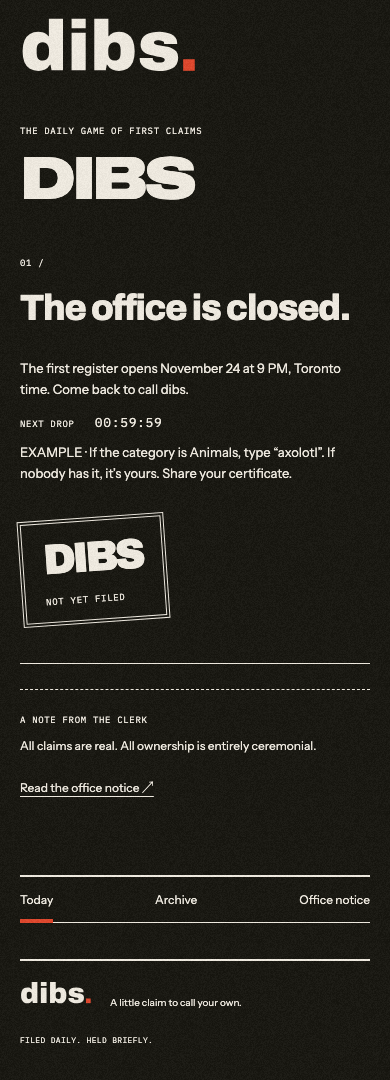 dibs.
THE DAILY GAME OF FIRST CLAIMS
DIBS
01 /
The office is closed.
The first register opens November 24 at 9 PM, Toronto
time. Come back to call dibs.
NEXT DROP 00:59:59
EXAMPLE · If the category is Animals, type “axolotl”. If
nobody has it, it’s yours. Share your certificate.
DIBS
NOT YET FILED
A NOTE FROM THE CLERK
All claims are real. All ownership is entirely ceremonial.
Read the office notice ↗
Today Archive Office notice
dibs. A little claim to call your own.
FILED DAILY. HELD BRIEFLY.